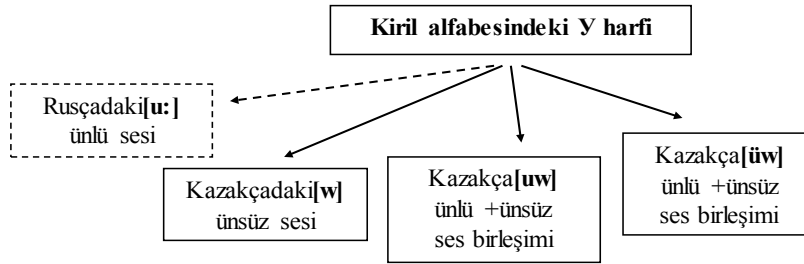 Kiril alfabesindeki У harfi
Rusçadaki[u:]
ünlü sesi
Kazakçadaki[w]
ünsüz sesi
Kazakça[uw]
ünlü +ünsüz
ses birleşimi
Kazakça[üw]
ünlü +ünsüz
ses birleşimi